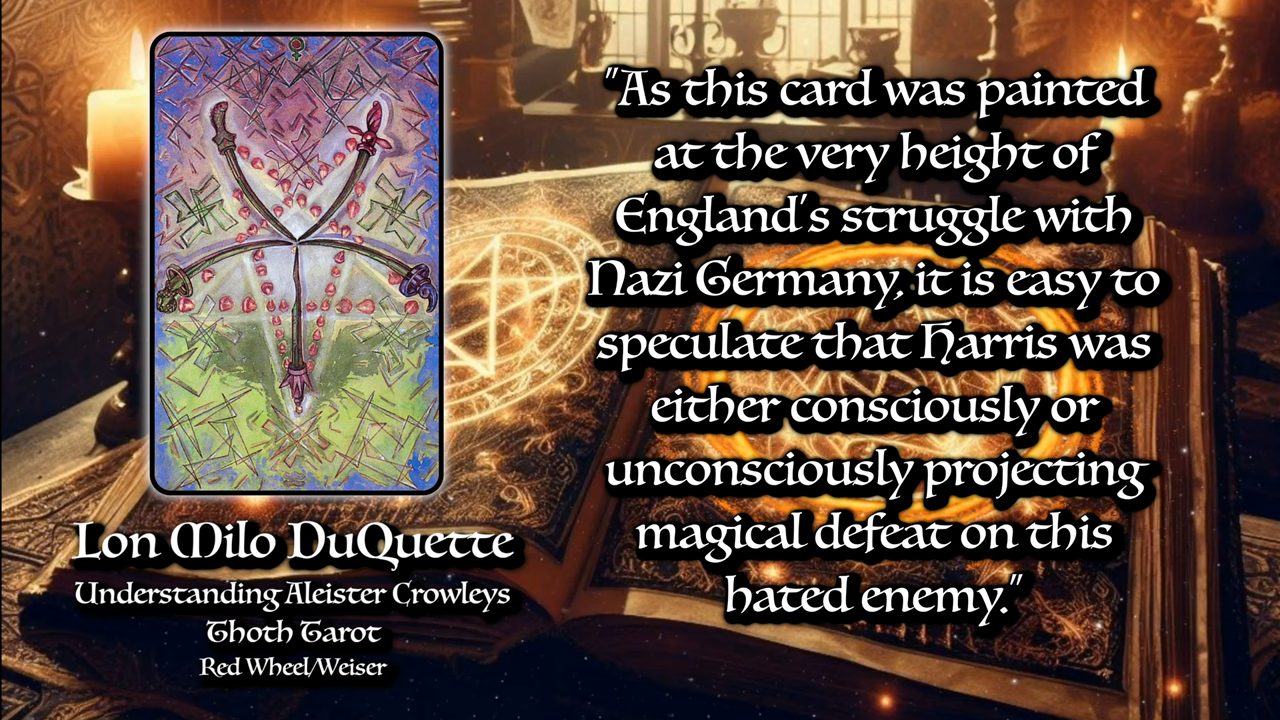 "As this card was painted
at the very height of
England's struggle with
Nazi Germany, it is easy to
speculate that Harris was
either consciously or
unconsciously projecting
magical defeat on this
hated enemy."
Lon Milo DuQuette
Understanding Aleister Crowleys
Thoth Tarot
Red Wheel/Weiser